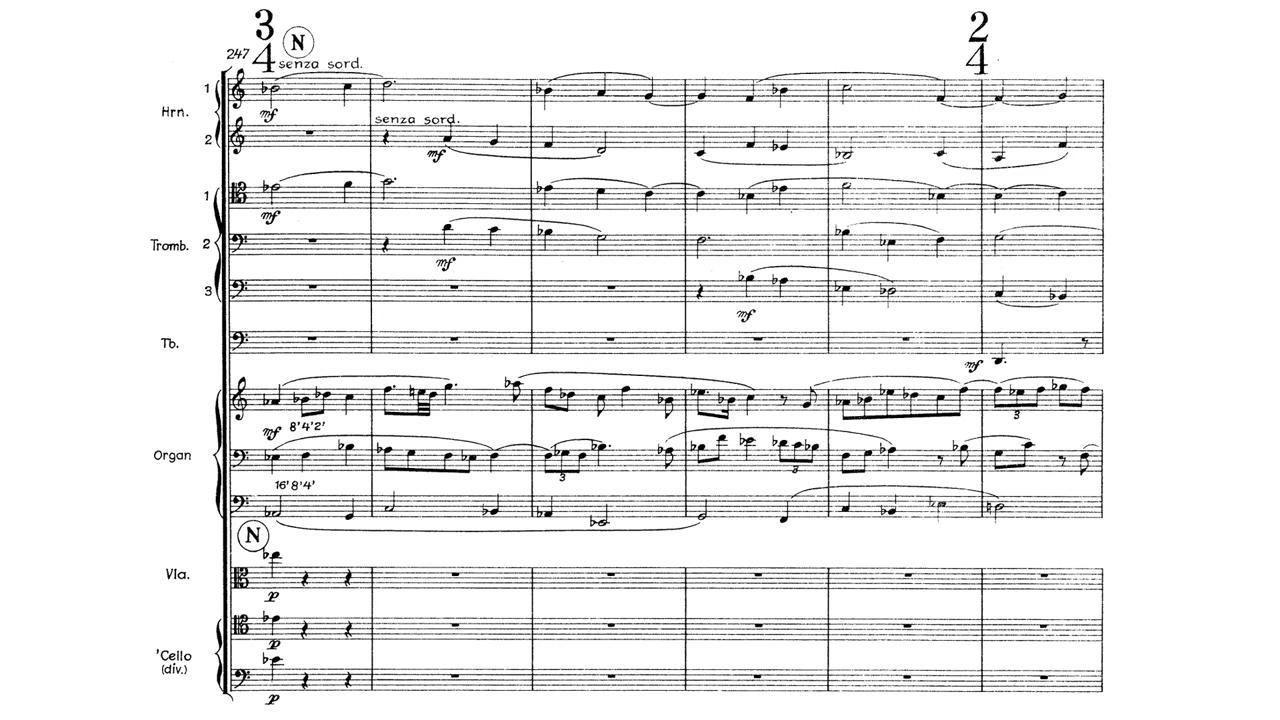 3 2
4 4
247 N
senza sord.
1
Hrn.
mf
senza sord.
2
mf
1
mf
Tromb. 2
mf
3
mf
Tb.
mf
mf 8'4'2'
3
Organ
3
3
16'8'4'
N
Vla.
p
p
'Cello
(div.)
p